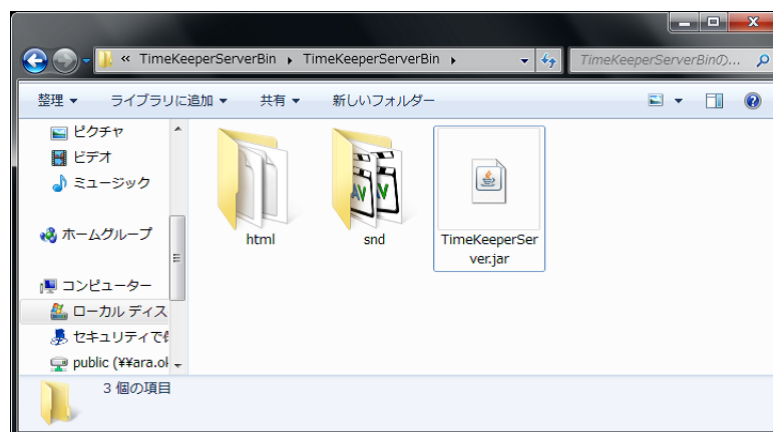 « TimeKeeperServerBin ▸ TimeKeeperServerBin ▸
TimeKeeperServerBinの...
整理 ▼ ライブラリに追加 ▼ 共有 ▼ 新しいフォルダー
ピクチャ
ビデオ
ミュージック
ホームグループ
コンピューター
ローカル ディス
セキュリティで
public (¥¥ara.ol
html
snd
TimeKeeperSer
ver.jar
3 個の項目